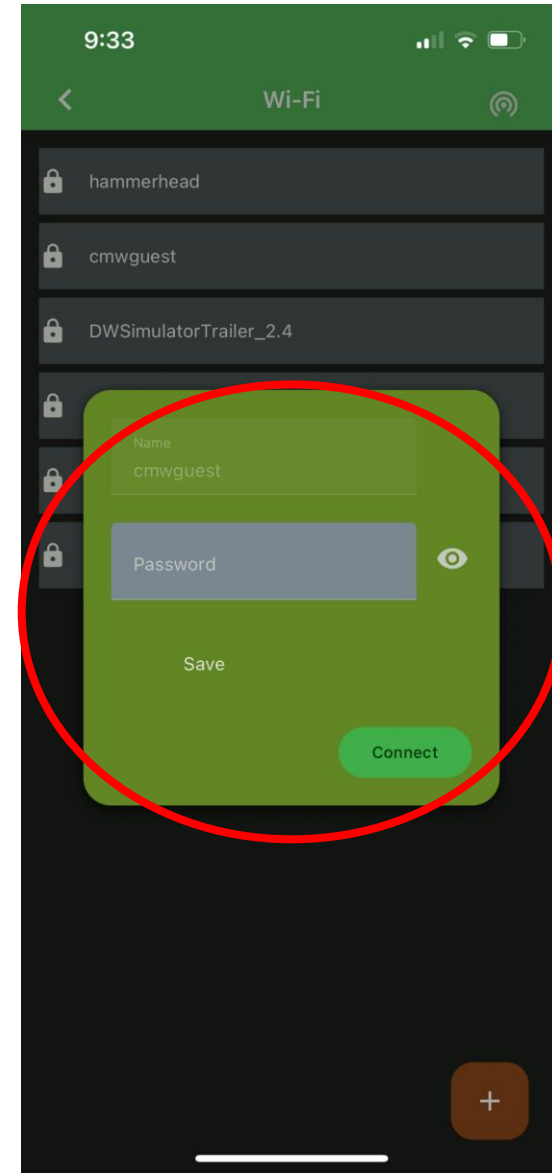 9:33
Wi-Fi
hammerhead
cmwguest
DWSimulatorTrailer_2.4
Name
cmwguest
Password
Save
Connect
+